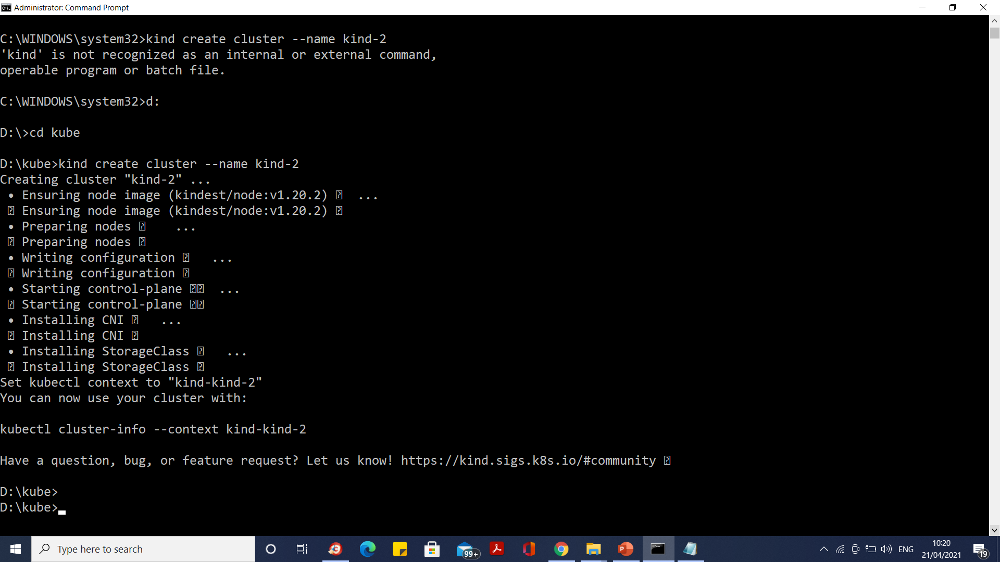 Administrator: Command Prompt
C:\WINDOWS\system32>kind create cluster --name kind-2
'kind' is not recognized as an internal or external command,
operable program or batch file.
C:\WINDOWS\system32>d:
D:\>cd kube
D:\kube>kind create cluster --name kind-2
Creating cluster "kind-2" ...
• Ensuring node image (kindest/node:v1.20.2) ⍰ ...
⍰ Ensuring node image (kindest/node:v1.20.2) ⍰
• Preparing nodes ⍰ ...
⍰ Preparing nodes ⍰
• Writing configuration ⍰ ...
⍰ Writing configuration ⍰
• Starting control-plane ⍰⍰ ...
⍰ Starting control-plane ⍰⍰
• Installing CNI ⍰ ...
⍰ Installing CNI ⍰
• Installing StorageClass ⍰ ...
⍰ Installing StorageClass ⍰
Set kubectl context to "kind-kind-2"
You can now use your cluster with:
kubectl cluster-info --context kind-kind-2
Have a question, bug, or feature request? Let us know! https://kind.sigs.k8s.io/#community ⍰
D:\kube>
D:\kube>
Type here to search
99+
ENG
10:20
21/04/2021
19